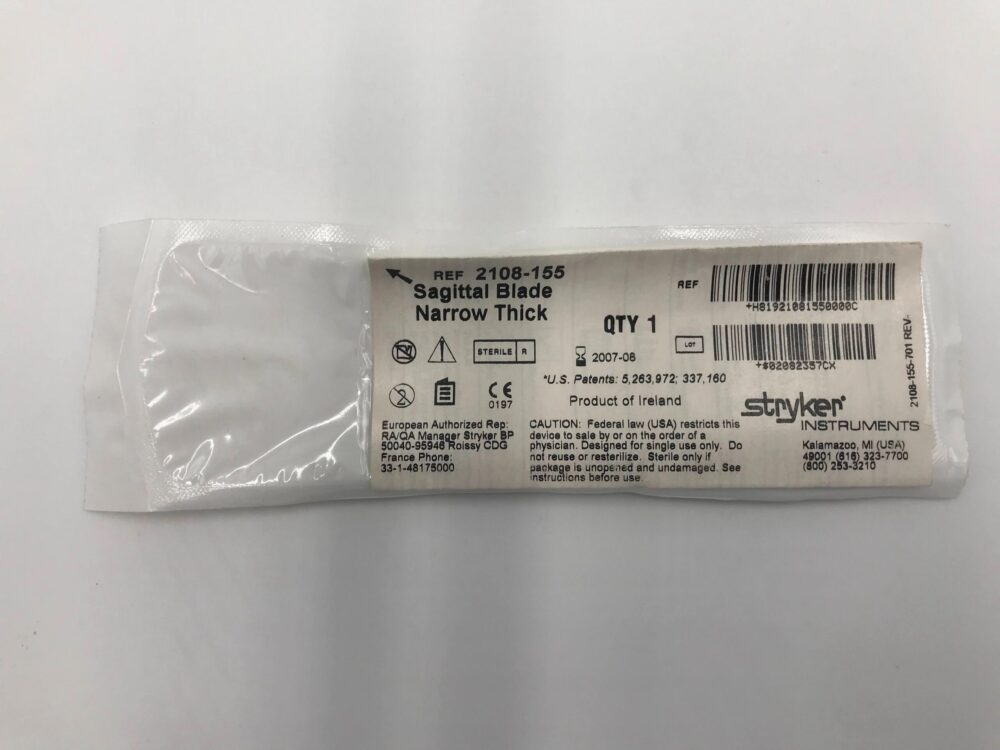 REF 2108-155
Sagittal Blade
Narrow Thick
QTY 1
STERILE R
2007-08
*U.S. Patents: 5,263,972; 337,160
CE
0197
Product of Ireland
European Authorized Rep:
RA/QA Manager Stryker BP
50040-95946 Roissy CDG
France Phone:
33-1-48175000
CAUTION: Federal law (USA) restricts this
device to sale by or on the order of a
physician. Designed for single use only. Do
not reuse or resterilize. Sterile only if
package is unopened and undamaged. See
instructions before use.
REF
+H81921081550000C
LOT
+$02082357CX
stryker
INSTRUMENTS
Kalamazoo, MI (USA)
49001 (616) 323-7700
(800) 253-3210
2108-155-701 REV-
2